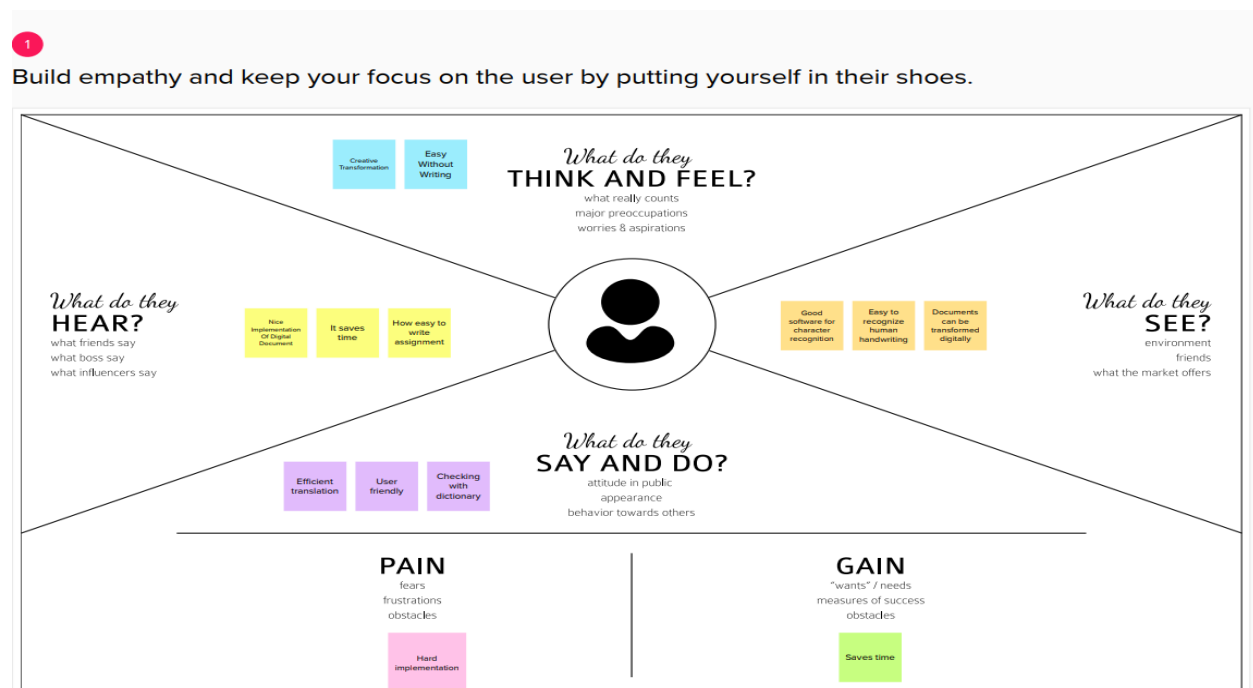 1
Build empathy and keep your focus on the user by putting yourself in their shoes.
Creative
Transformation
Easy
Without
Writing
What do they
THINK AND FEEL?
what really counts
major preoccupations
worries & aspirations
What do they
HEAR?
what friends say
what boss say
what influencers say
Nice
Implementation
Of Digital
Document
It saves
time
How easy to
write
assignment
Good
software for
character
recognition
Easy to
recognize
human
handwriting
Documents
can be
transformed
digitally
What do they
SEE?
environment
friends
what the market offers
What do they
SAY AND DO?
attitude in public
appearance
behavior towards others
Efficient
translation
User
friendly
Checking
with
dictionary
PAIN
fears
frustrations
obstacles
Hard
implementation
GAIN
“wants” / needs
measures of success
obstacles
Saves time